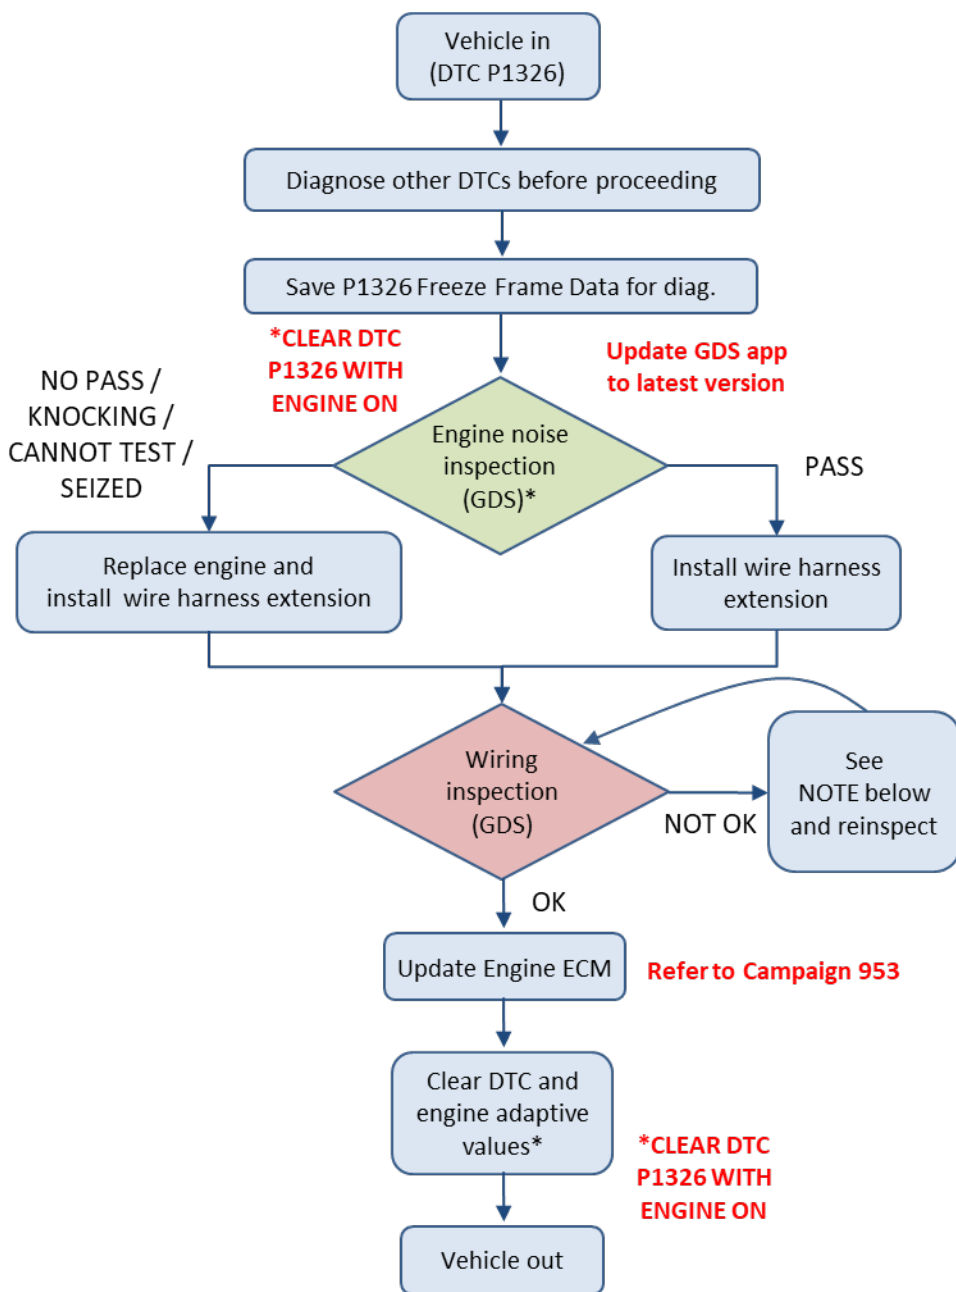 Vehicle in
(DTC P1326)
Diagnose other DTCs before proceeding
Save P1326 Freeze Frame Data for diag.
*CLEAR DTC
P1326 WITH
ENGINE ON
Update GDS app
to latest version
NO PASS /
KNOCKING /
CANNOT TEST /
SEIZED
Engine noise
inspection
(GDS)*
PASS
Replace engine and
install wire harness extension
Install wire harness
extension
Wiring
inspection
(GDS)
NOT OK
See
NOTE below
and reinspect
OK
Update Engine ECM
Refer to Campaign 953
Clear DTC and
engine adaptive
values*
*CLEAR DTC
P1326 WITH
ENGINE ON
Vehicle out